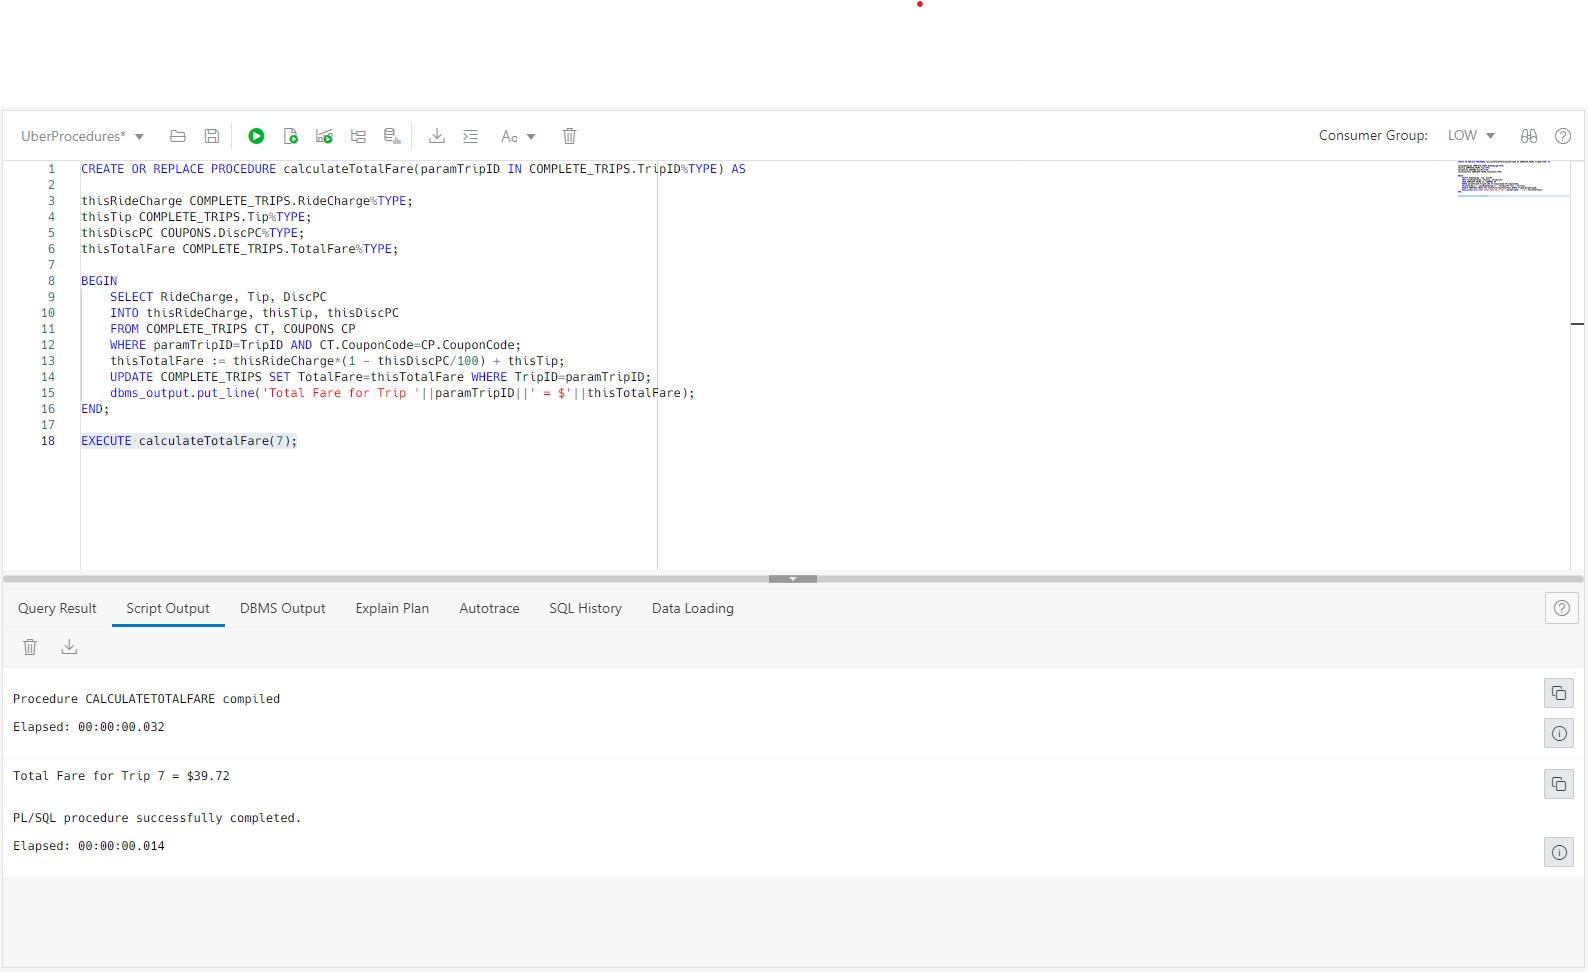 UberProcedures*
Aa
Consumer Group: LOW
1 CREATE OR REPLACE PROCEDURE calculateTotalFare(paramTripID IN COMPLETE_TRIPS.TripID%TYPE) AS
2
3 thisRideCharge COMPLETE_TRIPS.RideCharge%TYPE;
4 thisTip COMPLETE_TRIPS.Tip%TYPE;
5 thisDiscPC COUPONS.DiscPC%TYPE;
6 thisTotalFare COMPLETE_TRIPS.TotalFare%TYPE;
7
8 BEGIN
9 SELECT RideCharge, Tip, DiscPC
10 INTO thisRideCharge, thisTip, thisDiscPC
11 FROM COMPLETE_TRIPS CT, COUPONS CP
12 WHERE paramTripID=TripID AND CT.CouponCode=CP.CouponCode;
13 thisTotalFare := thisRideCharge*(1 - thisDiscPC/100) + thisTip;
14 UPDATE COMPLETE_TRIPS SET TotalFare=thisTotalFare WHERE TripID=paramTripID;
15 dbms_output.put_line('Total Fare for Trip '||paramTripID||' = $'||thisTotalFare);
16 END;
17
18 EXECUTE calculateTotalFare(7);
Query Result Script Output DBMS Output Explain Plan Autotrace SQL History Data Loading
Procedure CALCULATETOTALFARE compiled
Elapsed: 00:00:00.032
Total Fare for Trip 7 = $39.72
PL/SQL procedure successfully completed.
Elapsed: 00:00:00.014